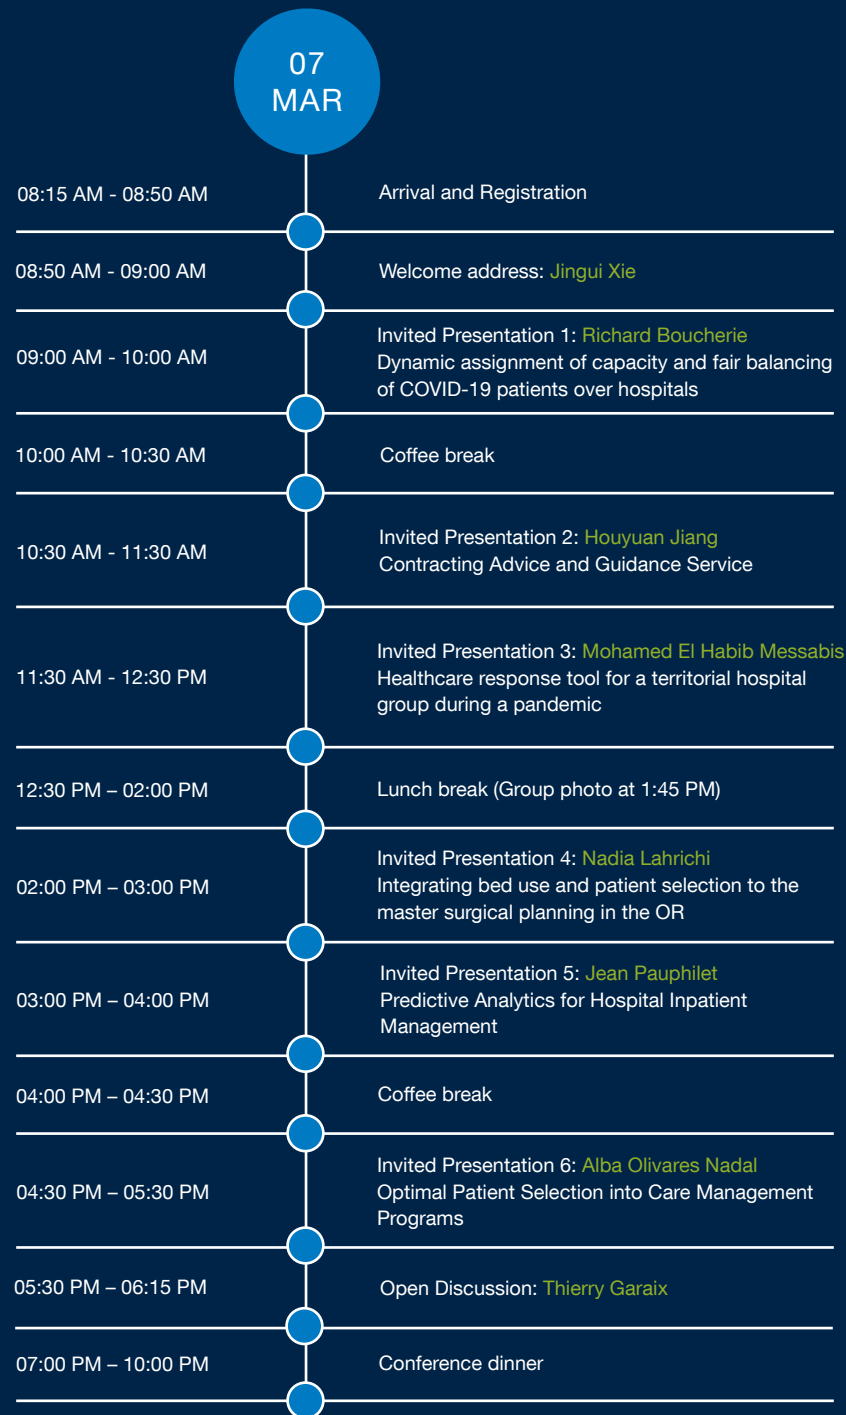 07
MAR
08:15 AM - 08:50 AM
Arrival and Registration
08:50 AM - 09:00 AM
Welcome address: Jingui Xie
09:00 AM - 10:00 AM
Invited Presentation 1: Richard Boucherie
Dynamic assignment of capacity and fair balancing
of COVID-19 patients over hospitals
10:00 AM - 10:30 AM
Coffee break
10:30 AM - 11:30 AM
Invited Presentation 2: Houyuan Jiang
Contracting Advice and Guidance Service
11:30 AM - 12:30 PM
Invited Presentation 3: Mohamed El Habib Messabis
Healthcare response tool for a territorial hospital
group during a pandemic
12:30 PM – 02:00 PM
Lunch break (Group photo at 1:45 PM)
02:00 PM – 03:00 PM
Invited Presentation 4: Nadia Lahrichi
Integrating bed use and patient selection to the
master surgical planning in the OR
03:00 PM – 04:00 PM
Invited Presentation 5: Jean Pauphilet
Predictive Analytics for Hospital Inpatient
Management
04:00 PM – 04:30 PM
Coffee break
04:30 PM – 05:30 PM
Invited Presentation 6: Alba Olivares Nadal
Optimal Patient Selection into Care Management
Programs
05:30 PM – 06:15 PM
Open Discussion: Thierry Garaix
07:00 PM – 10:00 PM
Conference dinner